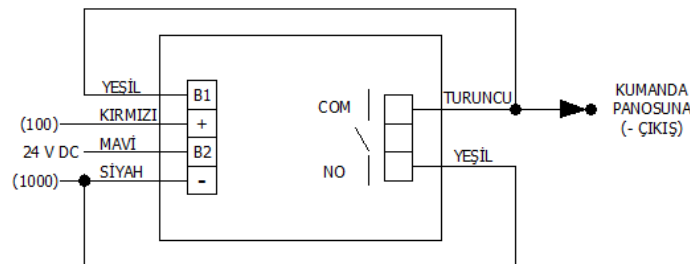 YEŞİL
B1
KIRMIZI
(100)
+
COM
TURUNCU
KUMANDA
PANOSUNA
(- ÇIKIŞ)
24 V DC
MAVİ
B2
YEŞİL
(1000)
SİYAH
-
NO